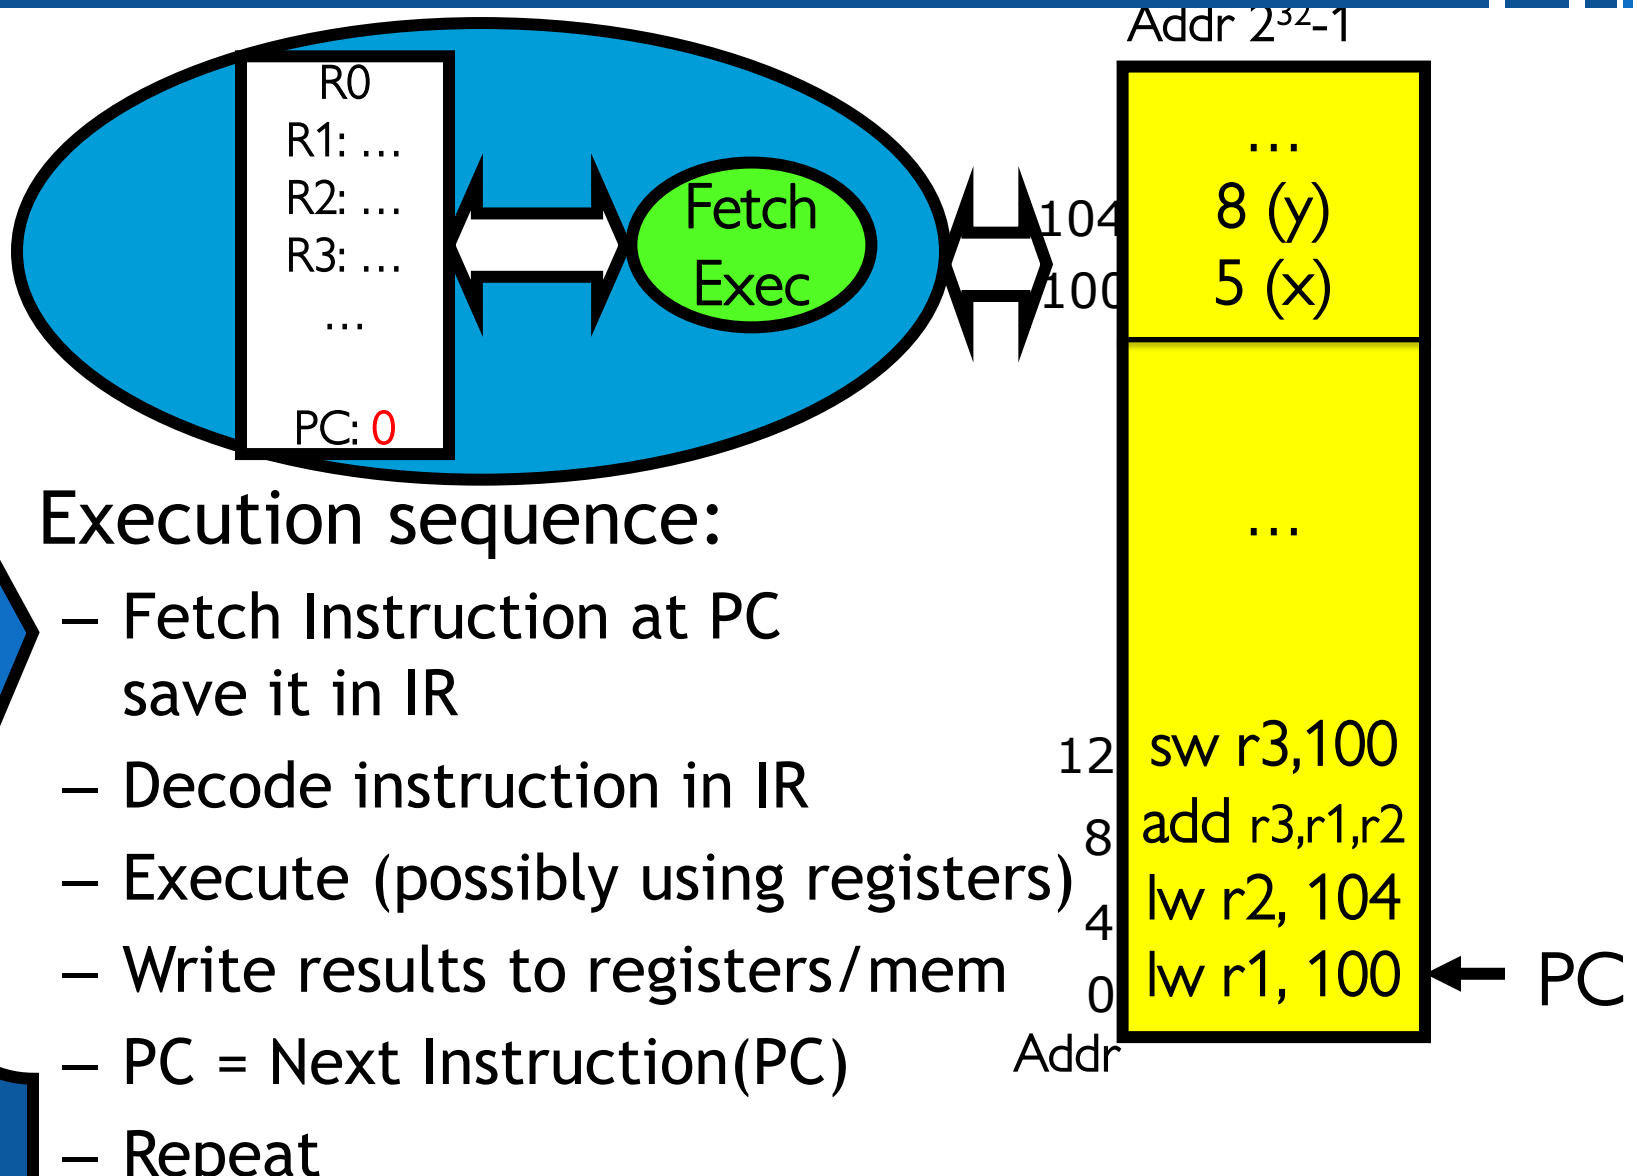 Addr 2³²-1
R0
R1: ...
R2: ...
R3: ...
...
PC: 0
Fetch
Exec
...
104 8 (y)
100 5 (x)
...
12 sw r3,100
8 add r3,r1,r2
4 lw r2, 104
0 lw r1, 100
PC
Addr
Execution sequence:
– Fetch Instruction at PC
save it in IR
– Decode instruction in IR
– Execute (possibly using registers)
– Write results to registers/mem
– PC = Next Instruction(PC)
– Repeat